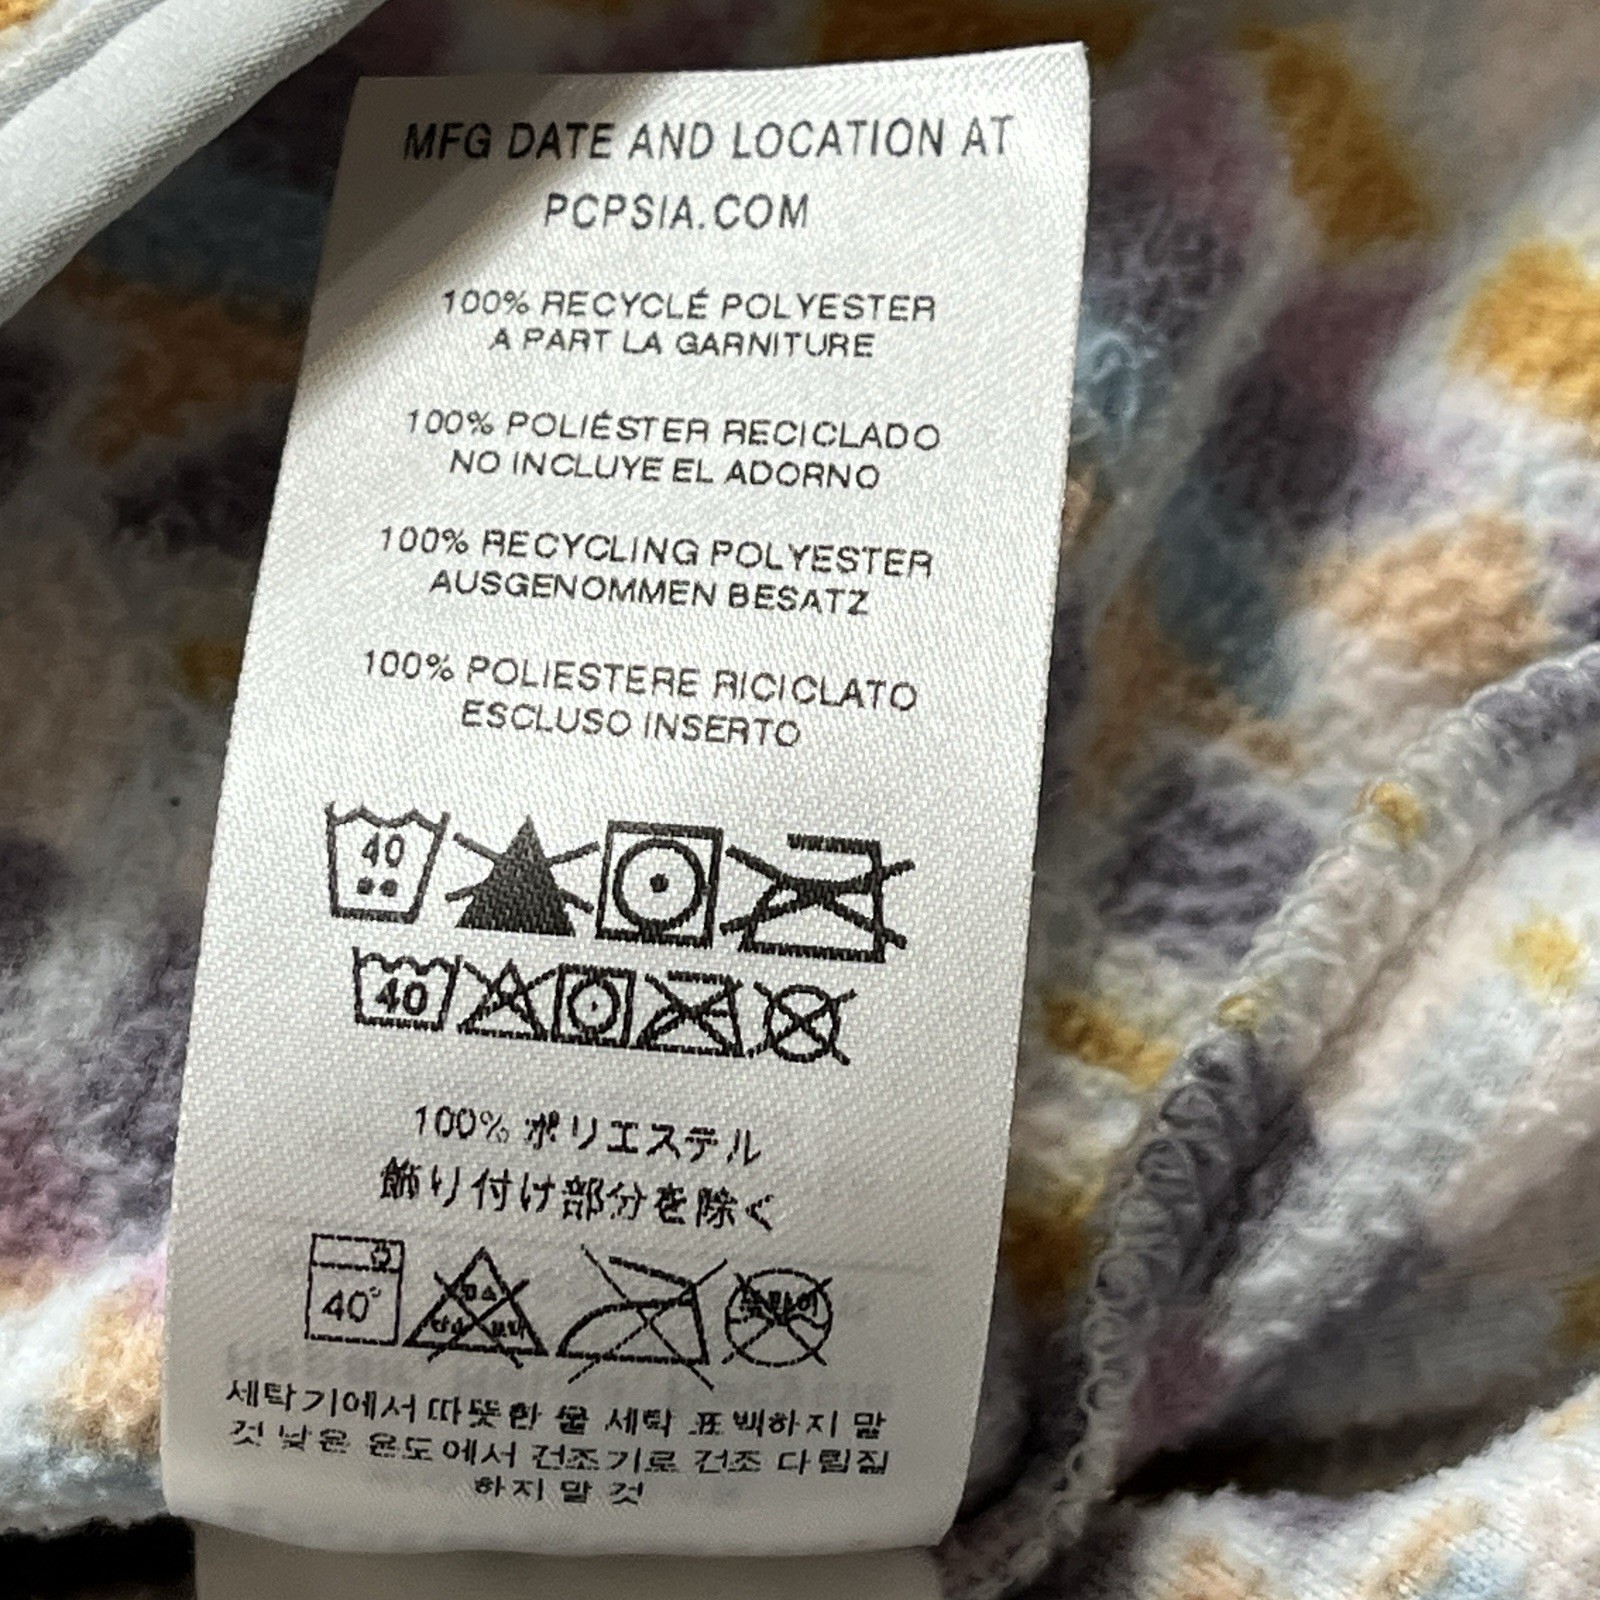 MFG DATE AND LOCATION AT
PCPSIA.COM
100% RECYCLÉ POLYESTER
A PART LA GARNITURE
100% POLIÉSTER RECICLADO
NO INCLUYE EL ADORNO
100% RECYCLING POLYESTER
AUSGENOMMEN BESATZ
100% POLIESTERE RICICLATO
ESCLUSO INSERTO
40
40
100% ポリエステル
飾り付け部分を除く
40°
세탁기에서 따뜻한 물 세탁 표백하지 말
것 낮은 온도에서 건조기로 건조 다림질
하지 말 것